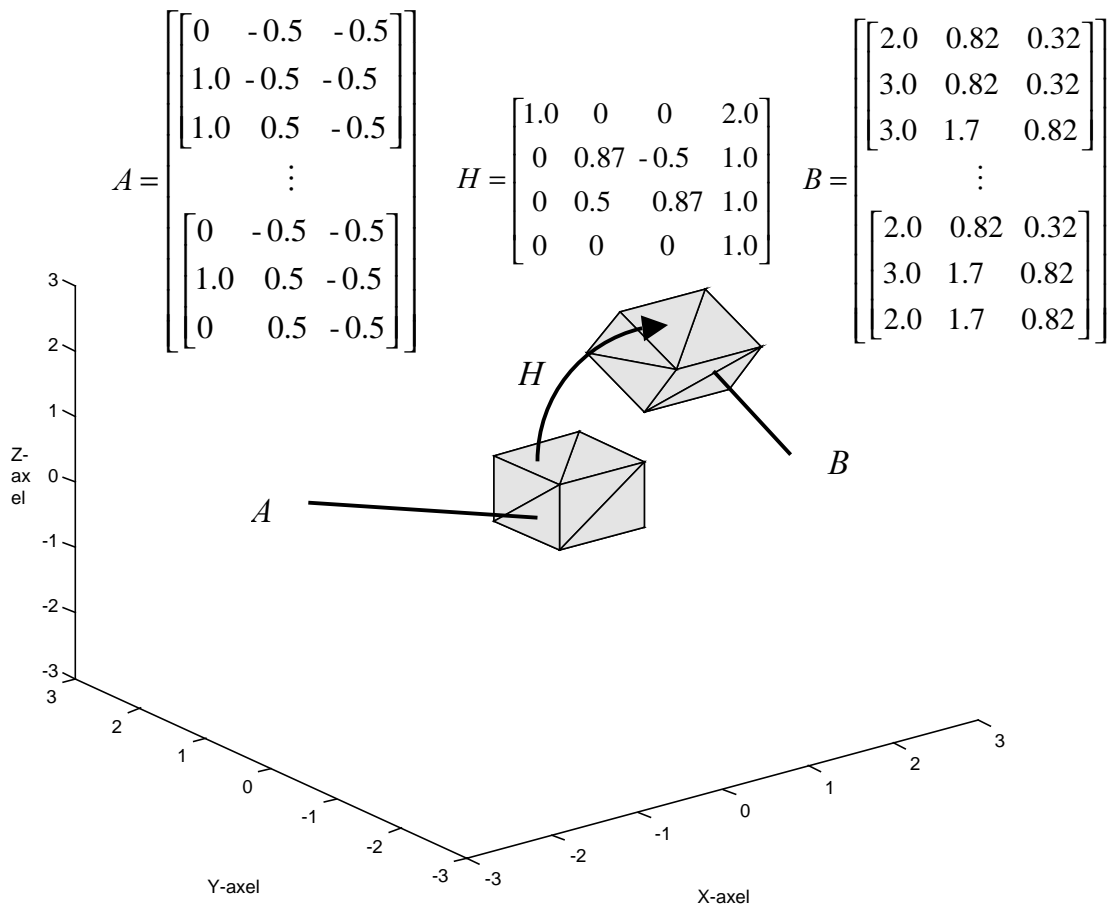 A = [[0 -0.5 -0.5]
[1.0 -0.5 -0.5]
[1.0 0.5 -0.5]
⋮
[0 -0.5 -0.5]
[1.0 0.5 -0.5]
[0 0.5 -0.5]]
H = [1.0 0 0 2.0
0 0.87 -0.5 1.0
0 0.5 0.87 1.0
0 0 0 1.0]
B = [[2.0 0.82 0.32]
[3.0 0.82 0.32]
[3.0 1.7 0.82]
⋮
[2.0 0.82 0.32]
[3.0 1.7 0.82]
[2.0 1.7 0.82]]
H
A
B
3
2
1
0
-1
-2
-3
Z-
ax
el
3
2
1
0
-1
-2
-3
Y-axel
-3
-2
-1
0
1
2
3
X-axel